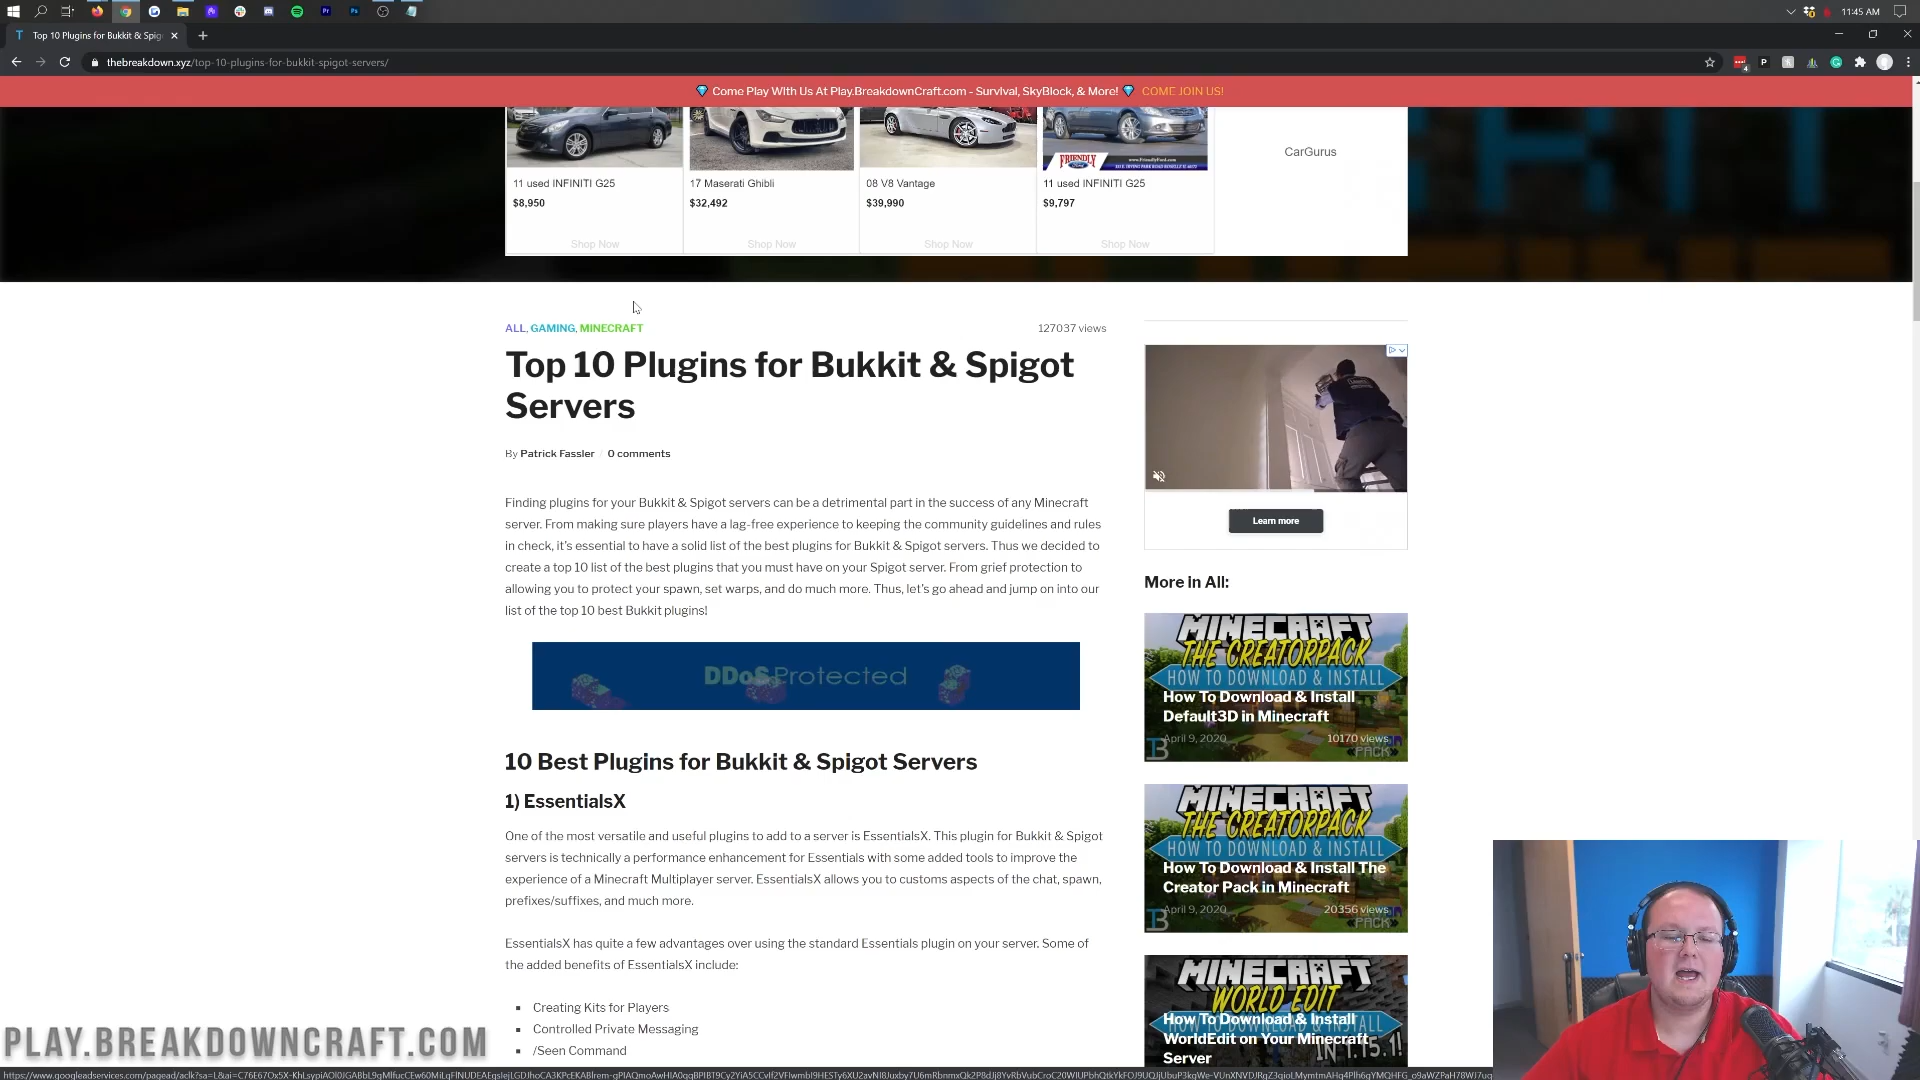 11:45 AM
Top 10 Plugins for Bukkit & Spig
thebreakdown.xyz/top-10-plugins-for-bukkit-spigot-servers/
Come Play With Us At Play.BreakdownCraft.com - Survival, SkyBlock, & More! COME JOIN US!
FRIENDLY
11 used INFINITI G25
$8,950
Shop Now
17 Maserati Ghibli
$32,492
Shop Now
08 V8 Vantage
$39,990
Shop Now
11 used INFINITI G25
$9,797
Shop Now
CarGurus
ALL, GAMING, MINECRAFT
127037 views
Top 10 Plugins for Bukkit & Spigot
Servers
By Patrick Fassler / 0 comments
Finding plugins for your Bukkit & Spigot servers can be a detrimental part in the success of any Minecraft
server. From making sure players have a lag-free experience to keeping the community guidelines and rules
in check, it's essential to have a solid list of the best plugins for Bukkit & Spigot servers. Thus we decided to
create a top 10 list of the best plugins that you must have on your Spigot server. From grief protection to
allowing you to protect your spawn, set warps, and do much more. Thus, let's go ahead and jump on into our
list of the top 10 best Bukkit plugins!
DDoS Protected
10 Best Plugins for Bukkit & Spigot Servers
1) EssentialsX
One of the most versatile and useful plugins to add to a server is EssentialsX. This plugin for Bukkit & Spigot
servers is technically a performance enhancement for Essentials with some added tools to improve the
experience of a Minecraft Multiplayer server. EssentialsX allows you to customs aspects of the chat, spawn,
prefixes/suffixes, and much more.
EssentialsX has quite a few advantages over using the standard Essentials plugin on your server. Some of
the added benefits of EssentialsX include:
Creating Kits for Players
Controlled Private Messaging
/Seen Command
Learn more
More in All:
MINECRAFT
THE CREATORPACK
HOW TO DOWNLOAD & INSTALL
How To Download & Install
Default3D in Minecraft
April 9, 2020
10170 views
PACK
MINECRAFT
THE CREATORPACK
HOW TO DOWNLOAD & INSTALL
How To Download & Install The
Creator Pack in Minecraft
April 9, 2020
20356 views
PACK
MINECRAFT
WORLD EDIT
HOW TO DOWNLOAD & INSTALL
How To Download & Install
WorldEdit on Your Minecraft
Server
IN 1.15.1!
PLAY.BREAKDOWNCRAFT.COM